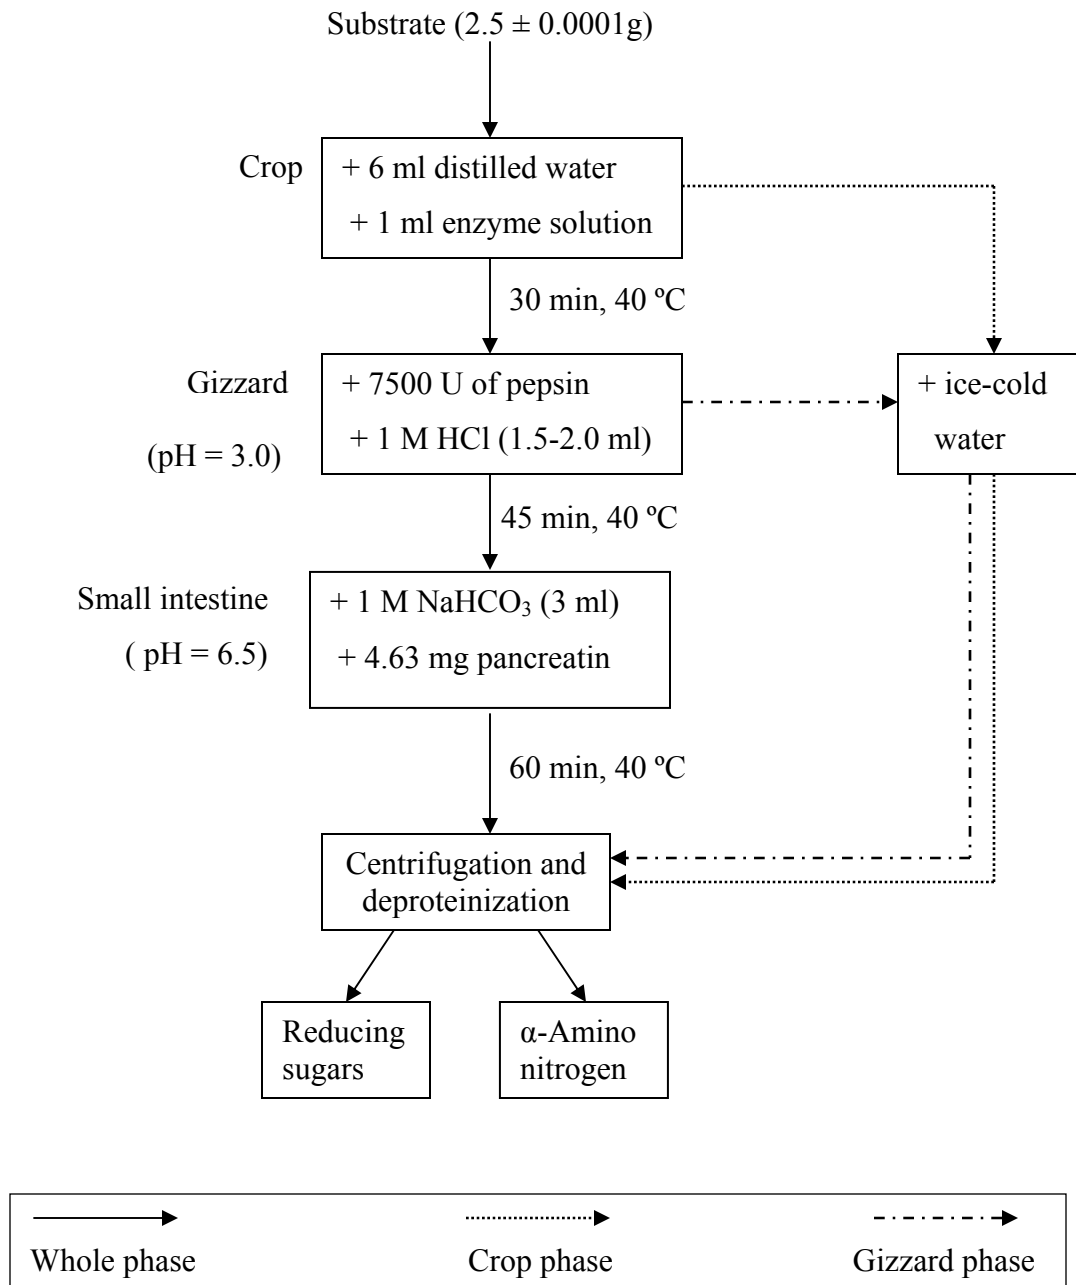 Substrate (2.5 ± 0.0001g)
Crop
+ 6 ml distilled water
+ 1 ml enzyme solution
30 min, 40 ºC
Gizzard
(pH = 3.0)
+ 7500 U of pepsin
+ 1 M HCl (1.5-2.0 ml)
+ ice-cold
water
45 min, 40 ºC
Small intestine
( pH = 6.5)
+ 1 M NaHCO₃ (3 ml)
+ 4.63 mg pancreatin
60 min, 40 ºC
Centrifugation and
deproteinization
Reducing
sugars
α-Amino
nitrogen
Whole phase
Crop phase
Gizzard phase